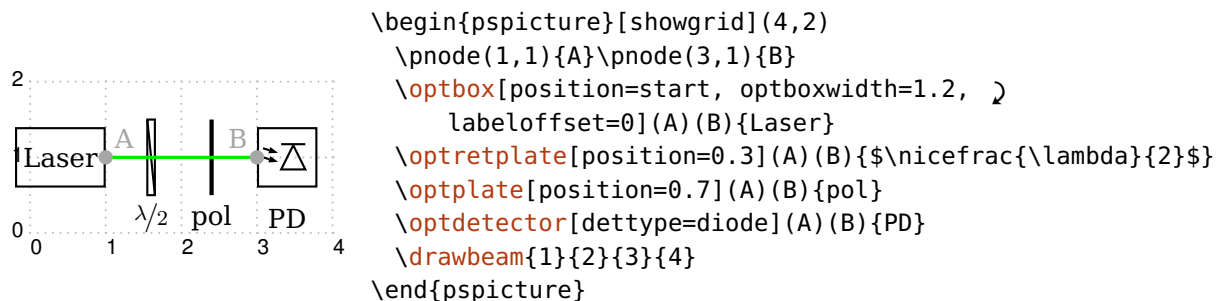 2
A
B
1
Laser
λ/2
pol
PD
0
0
1
2
3
4
\begin{pspicture}[showgrid](4,2)
\pnode(1,1){A}\pnode(3,1){B}
\optbox[position=start, optboxwidth=1.2,
labeloffset=0](A)(B){Laser}
\optretplate[position=0.3](A)(B){$\nicefrac{\lambda}{2}$}
\optplate[position=0.7](A)(B){pol}
\optdetector[dettype=diode](A)(B){PD}
\drawbeam{1}{2}{3}{4}
\end{pspicture}